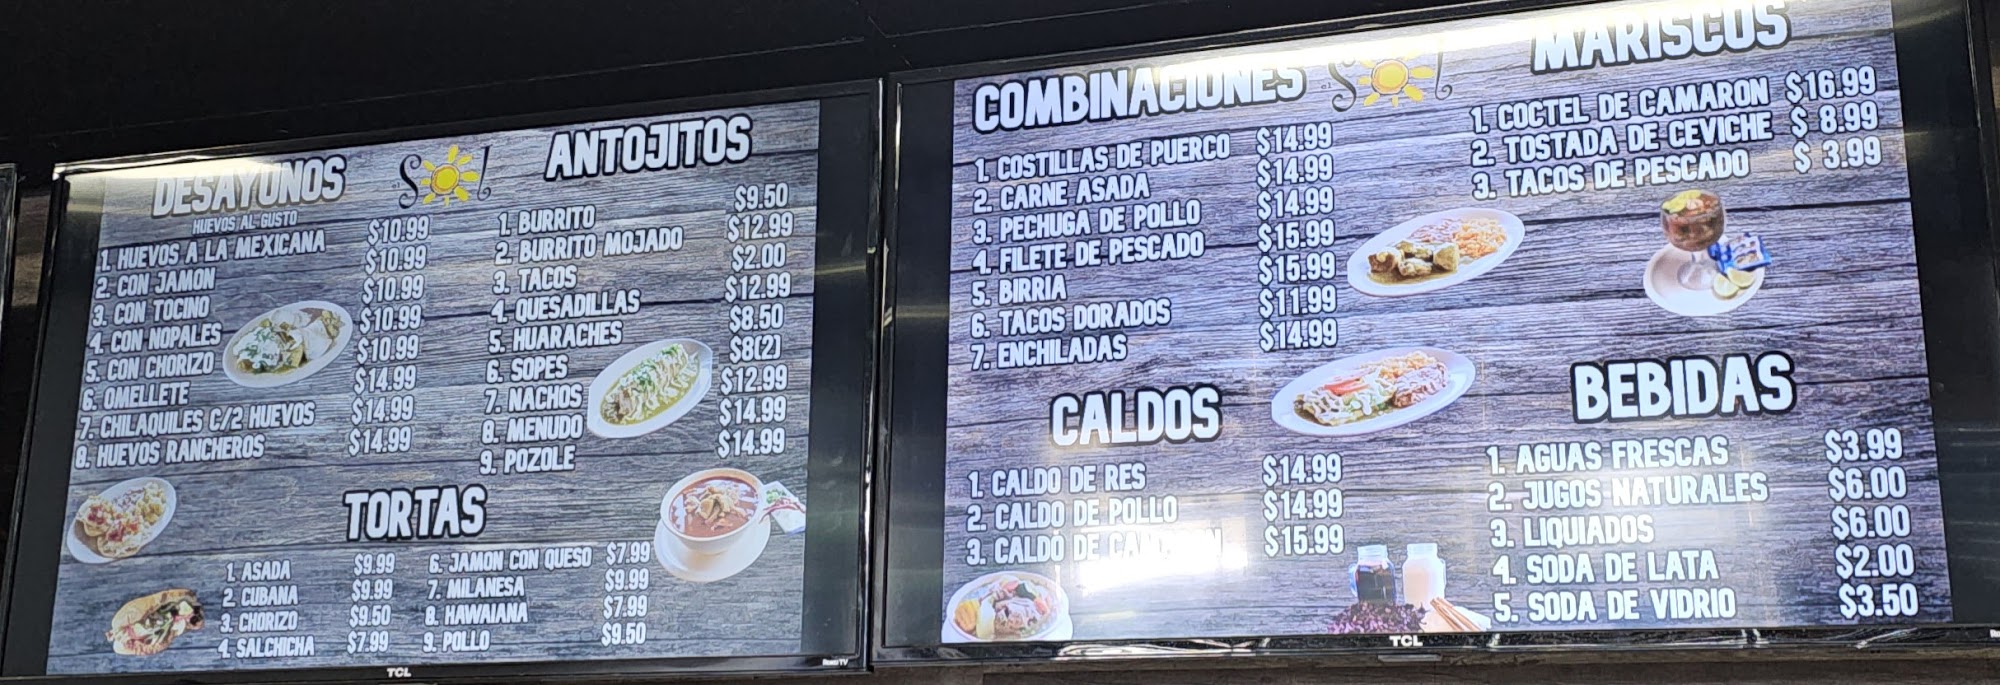 DESAYUNOS
HUEVOS AL GUSTO
1. HUEVOS A LA MEXICANA $10.99
2. CON JAMON $10.99
3. CON TOCINO $10.99
4. CON NOPALES $10.99
5. CON CHORIZO $10.99
6. OMELLETE $14.99
7. CHILAQUILES C/2 HUEVOS $14.99
8. HUEVOS RANCHEROS $14.99
Sol
ANTOJITOS
1. BURRITO $9.50
2. BURRITO MOJADO $12.99
3. TACOS $2.00
4. QUESADILLAS $12.99
5. HUARACHES $8.50
6. SOPES $8(2)
7. NACHOS $12.99
8. MENUDO $14.99
9. POZOLE $14.99
TORTAS
1. ASADA $9.99
2 CUBANA $9.99
3. CHORIZO $9.50
4. SALCHICHA $7.99
6. JAMON CON QUESO $7.99
7. MILANESA $9.99
8. HAWAIANA $7.99
9. POLLO $9.50
TCL
Roku TV
COMBINACIONES
1. COSTILLAS DE PUERCO $14.99
2. CARNE ASADA $14.99
3. PECHUGA DE POLLO $14.99
4. FILETE DE PESCADO $15.99
5. BIRRIA $15.99
6. TACOS DORADOS $11.99
7. ENCHILADAS $14.99
el Sol
MARISCOS
1. COCTEL DE CAMARON $16.99
2. TOSTADA DE CEVICHE $ 8.99
3. TACOS DE PESCADO $ 3.99
CALDOS
1. CALDO DE RES $14.99
2. CALDO DE POLLO $14.99
3. CALDO DE $15.99
BEBIDAS
1. AGUAS FRESCAS $3.99
2. JUGOS NATURALES $6.00
3. LIQUIADOS $6.00
4. SODA DE LATA $2.00
5. SODA DE VIDRIO $3.50
TCL